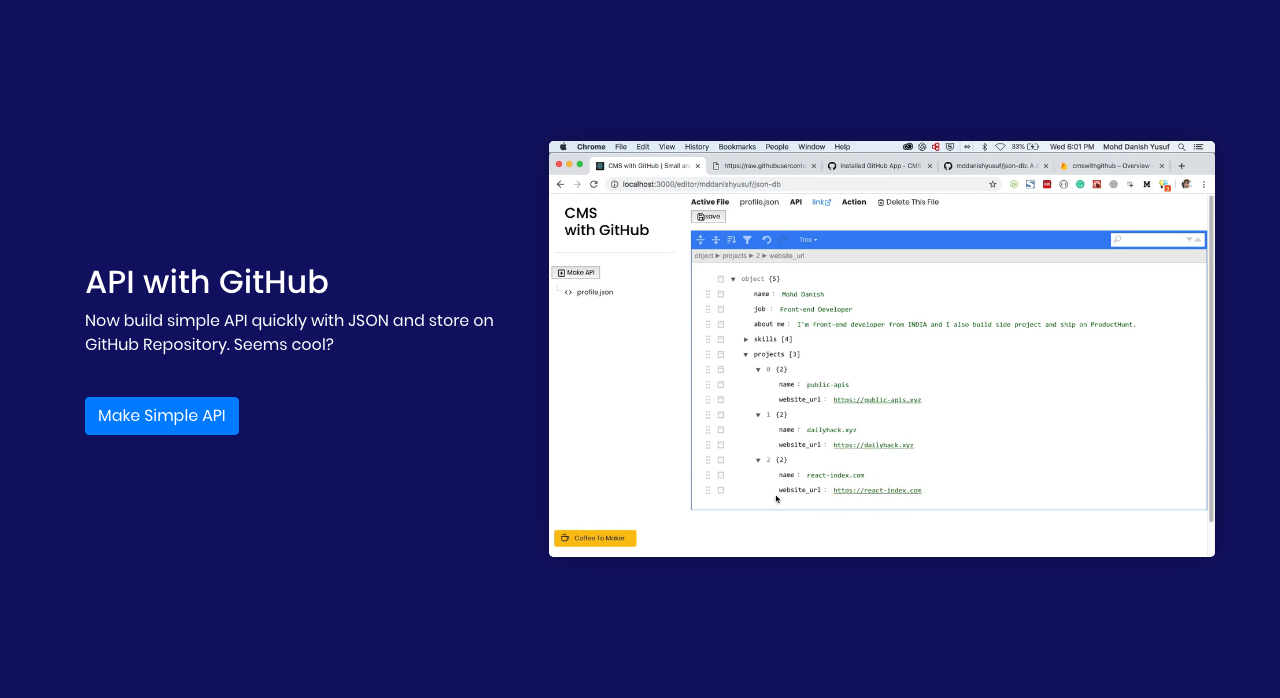 API with GitHub
Now build simple API quickly with JSON and store on
GitHub Repository. Seems cool?
Make Simple API
Chrome File Edit View History Bookmarks People Window Help 33% Wed 6:01 PM Mohd Danish Yusuf
CMS with GitHub | Small an https://raw.githubuserconte Installed GitHub App - CMS mddanishyusuf/json-db: A c cmswithgithub – Overview -
localhost:3000/editor/mddanishyusuf/json-db
CMS
with GitHub
Make API
profile.json
Active File profile.json API link Action Delete This File
save
Tree
object ► projects ► 2 ► website_url
object {5}
name : Mohd Danish
job : Front-end Developer
about me : I'm front-end developer from INDIA and I also build side project and ship on ProductHunt.
skills [4]
projects [3]
0 {2}
name : public-apis
website_url : https://public-apis.xyz
1 {2}
name : dailyhack.xyz
website_url : https://dailyhack.xyz
2 {2}
name : react-index.com
website_url : https://react-index.com
Coffee To Maker